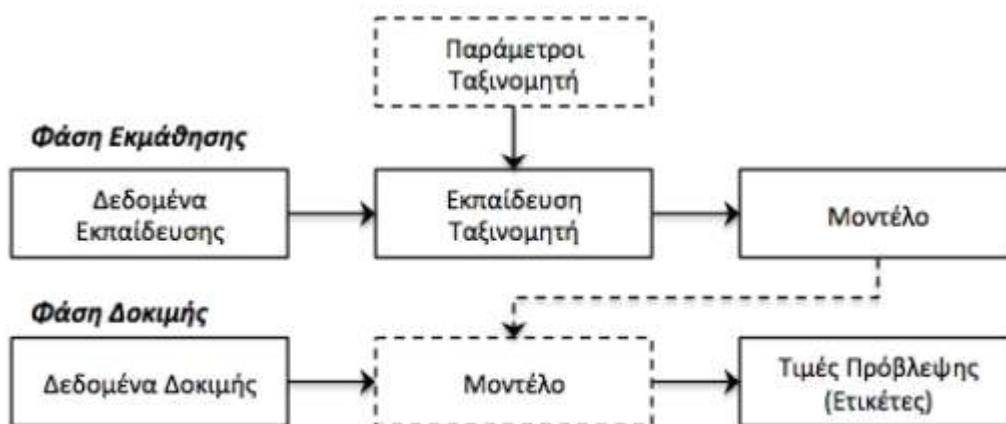 Παράμετροι
Ταξινομητή
Φάση Εκμάθησης
Δεδομένα
Εκπαίδευσης
Εκπαίδευση
Ταξινομητή
Μοντέλο
Φάση Δοκιμής
Δεδομένα Δοκιμής
Μοντέλο
Τιμές Πρόβλεψης
(Ετικέτες)